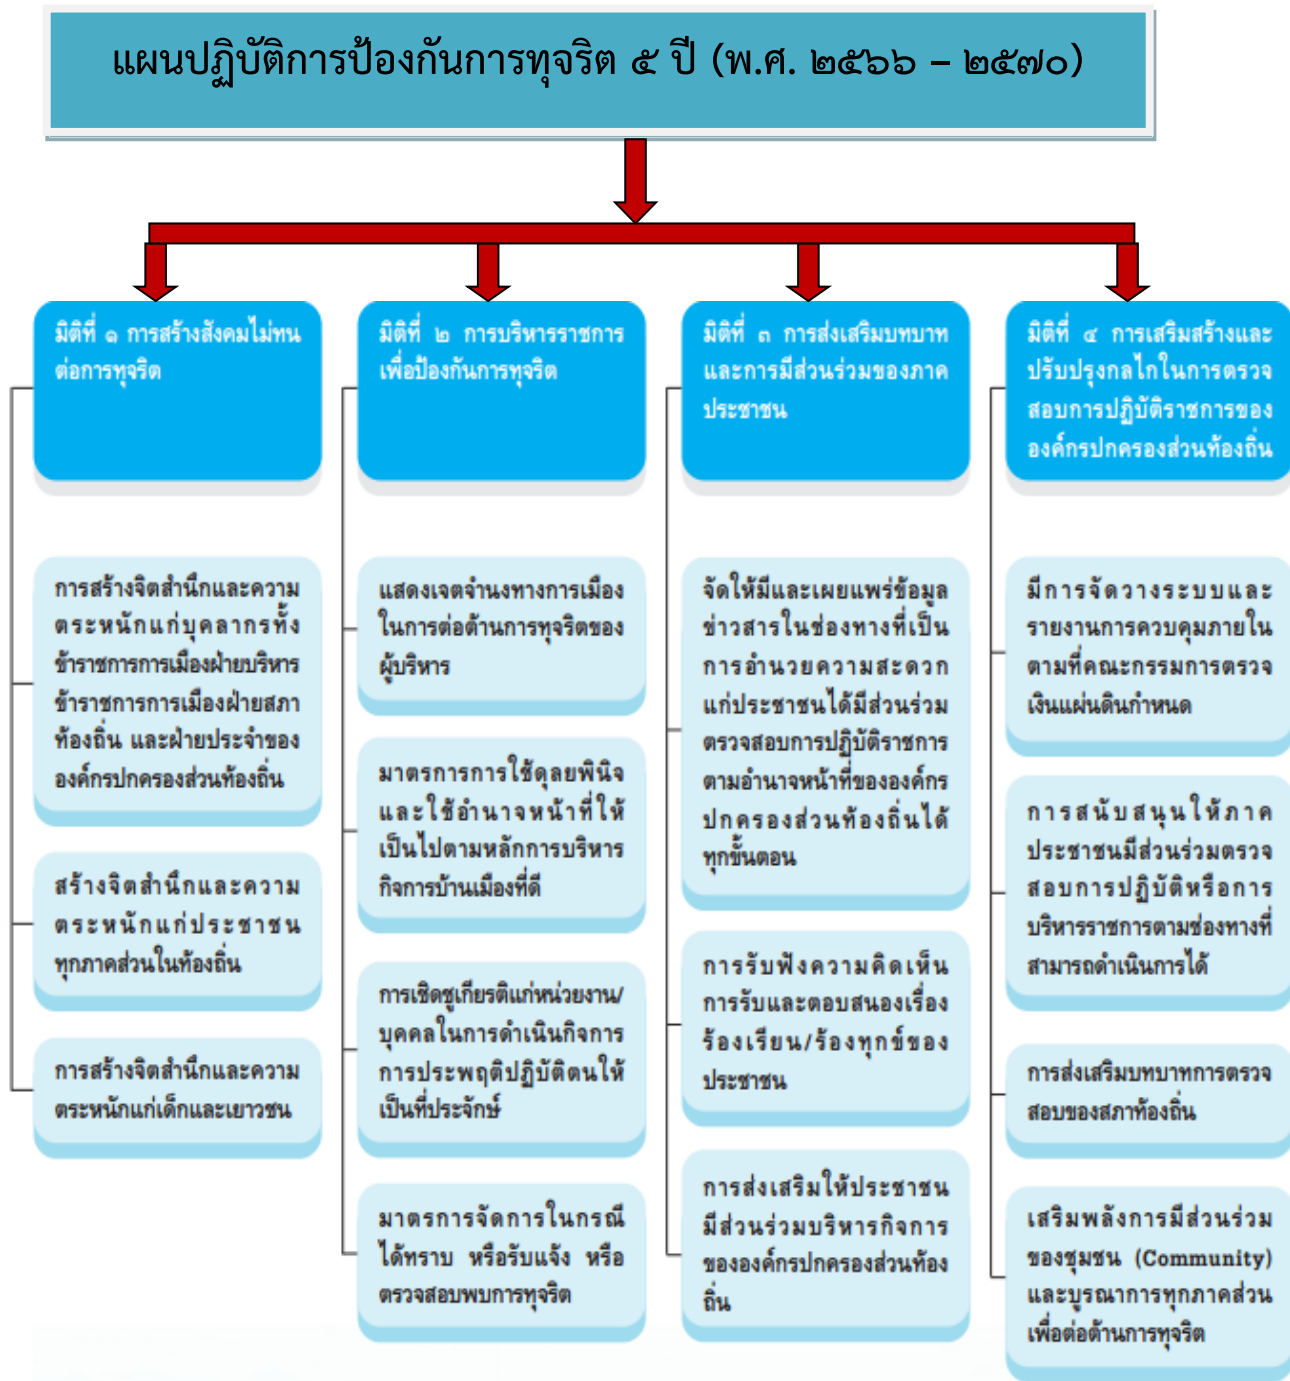 แผนปฏิบัติการป้องกันการทุจริต ๕ ปี (พ.ศ. ๒๕๖๖ – ๒๕๗๐)
มิติที่ ๑ การสร้างสังคมไม่ทน
ต่อการทุจริต
การสร้างจิตสำนึกและความ
ตระหนักแก่บุคลากรทั้ง
ข้าราชการการเมืองฝ่ายบริหาร
ข้าราชการการเมืองฝ่ายสภา
ท้องถิ่น และฝ่ายประจำของ
องค์กรปกครองส่วนท้องถิ่น
สร้างจิตสำนึกและความ
ตระหนักแก่ประชาชน
ทุกภาคส่วนในท้องถิ่น
การสร้างจิตสำนึกและความ
ตระหนักแก่เด็กและเยาวชน
มิติที่ ๒ การบริหารราชการ
เพื่อป้องกันการทุจริต
แสดงเจตจำนงทางการเมือง
ในการต่อต้านการทุจริตของ
ผู้บริหาร
มาตรการการใช้ดุลยพินิจ
และใช้อำนาจหน้าที่ให้
เป็นไปตามหลักการบริหาร
กิจการบ้านเมืองที่ดี
การเชิดชูเกียรติแก่หน่วยงาน/
บุคคลในการดำเนินกิจการ
การประพฤติปฏิบัติตนให้
เป็นที่ประจักษ์
มาตรการจัดการในกรณี
ได้ทราบ หรือรับแจ้ง หรือ
ตรวจสอบพบการทุจริต
มิติที่ ๓ การส่งเสริมบทบาท
และการมีส่วนร่วมของภาค
ประชาชน
จัดให้มีและเผยแพร่ข้อมูล
ข่าวสารในช่องทางที่เป็น
การอำนวยความสะดวก
แก่ประชาชนได้มีส่วนร่วม
ตรวจสอบการปฏิบัติราชการ
ตามอำนาจหน้าที่ขององค์กร
ปกครองส่วนท้องถิ่นได้
ทุกขั้นตอน
การรับฟังความคิดเห็น
การรับและตอบสนองเรื่อง
ร้องเรียน/ร้องทุกข์ของ
ประชาชน
การส่งเสริมให้ประชาชน
มีส่วนร่วมบริหารกิจการ
ขององค์กรปกครองส่วนท้อง
ถิ่น
มิติที่ ๔ การเสริมสร้างและ
ปรับปรุงกลไกในการตรวจ
สอบการปฏิบัติราชการของ
องค์กรปกครองส่วนท้องถิ่น
มีการจัดวางระบบและ
รายงานการควบคุมภายใน
ตามที่คณะกรรมการตรวจ
เงินแผ่นดินกำหนด
การสนับสนุนให้ภาค
ประชาชนมีส่วนร่วมตรวจ
สอบการปฏิบัติหรือการ
บริหารราชการตามช่องทางที่
สามารถดำเนินการได้
การส่งเสริมบทบาทการตรวจ
สอบของสภาท้องถิ่น
เสริมพลังการมีส่วนร่วม
ของชุมชน (Community)
และบูรณาการทุกภาคส่วน
เพื่อต่อต้านการทุจริต